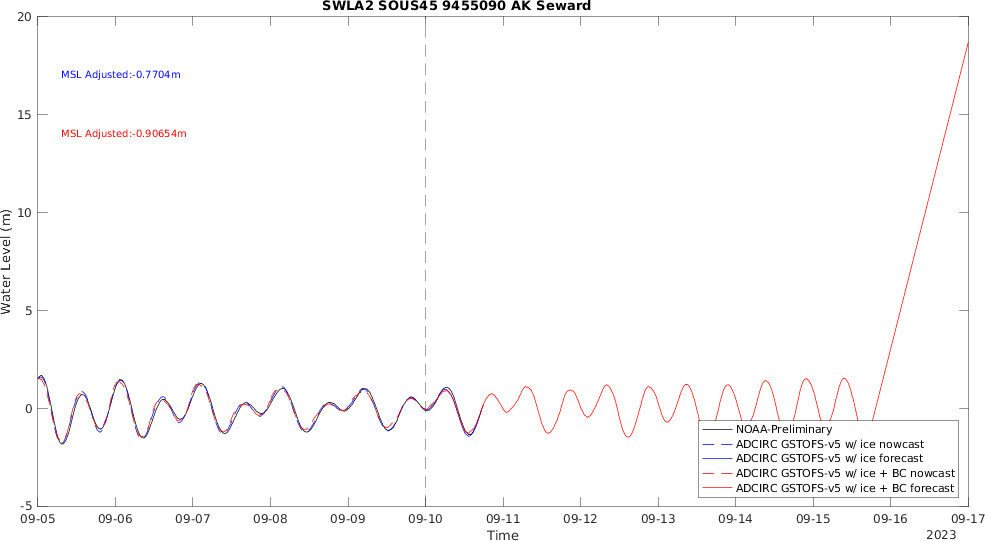 SWLA2 SOUS45 9455090 AK Seward
20
15
10
5
0
-5
Water Level (m)
MSL Adjusted:-0.7704m
MSL Adjusted:-0.90654m
NOAA-Preliminary
ADCIRC GSTOFS-v5 w/ ice nowcast
ADCIRC GSTOFS-v5 w/ ice forecast
ADCIRC GSTOFS-v5 w/ ice + BC nowcast
ADCIRC GSTOFS-v5 w/ ice + BC forecast
09-05 09-06 09-07 09-08 09-09 09-10 09-11 09-12 09-13 09-14 09-15 09-16 09-17
Time
2023